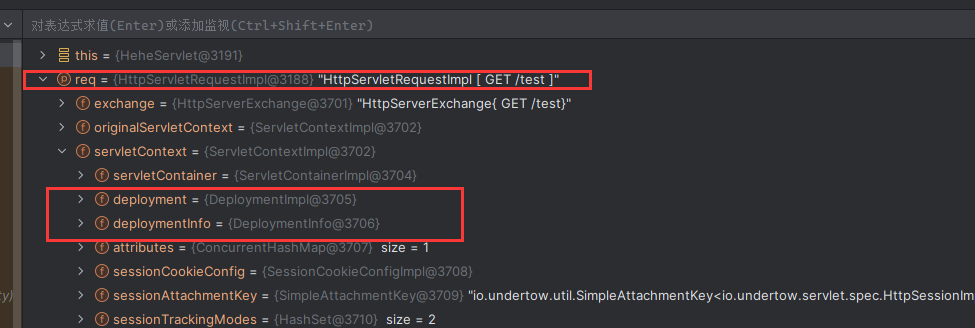 对表达式求值(Enter)或添加监视(Ctrl+Shift+Enter)
this = {HeheServlet@3191}
req = {HttpServletRequestImpl@3188} "HttpServletRequestImpl [ GET /test ]"
exchange = {HttpServerExchange@3701} "HttpServerExchange{ GET /test}"
originalServletContext = {ServletContextImpl@3702}
servletContext = {ServletContextImpl@3702}
servletContainer = {ServletContainerImpl@3704}
deployment = {DeploymentImpl@3705}
deploymentInfo = {DeploymentInfo@3706}
attributes = {ConcurrentHashMap@3707} size = 1
sessionCookieConfig = {SessionCookieConfigImpl@3708}
sessionAttachmentKey = {SimpleAttachmentKey@3709} "io.undertow.util.SimpleAttachmentKey<io.undertow.servlet.spec.HttpSessionIm
sessionTrackingModes = {HashSet@3710} size = 2